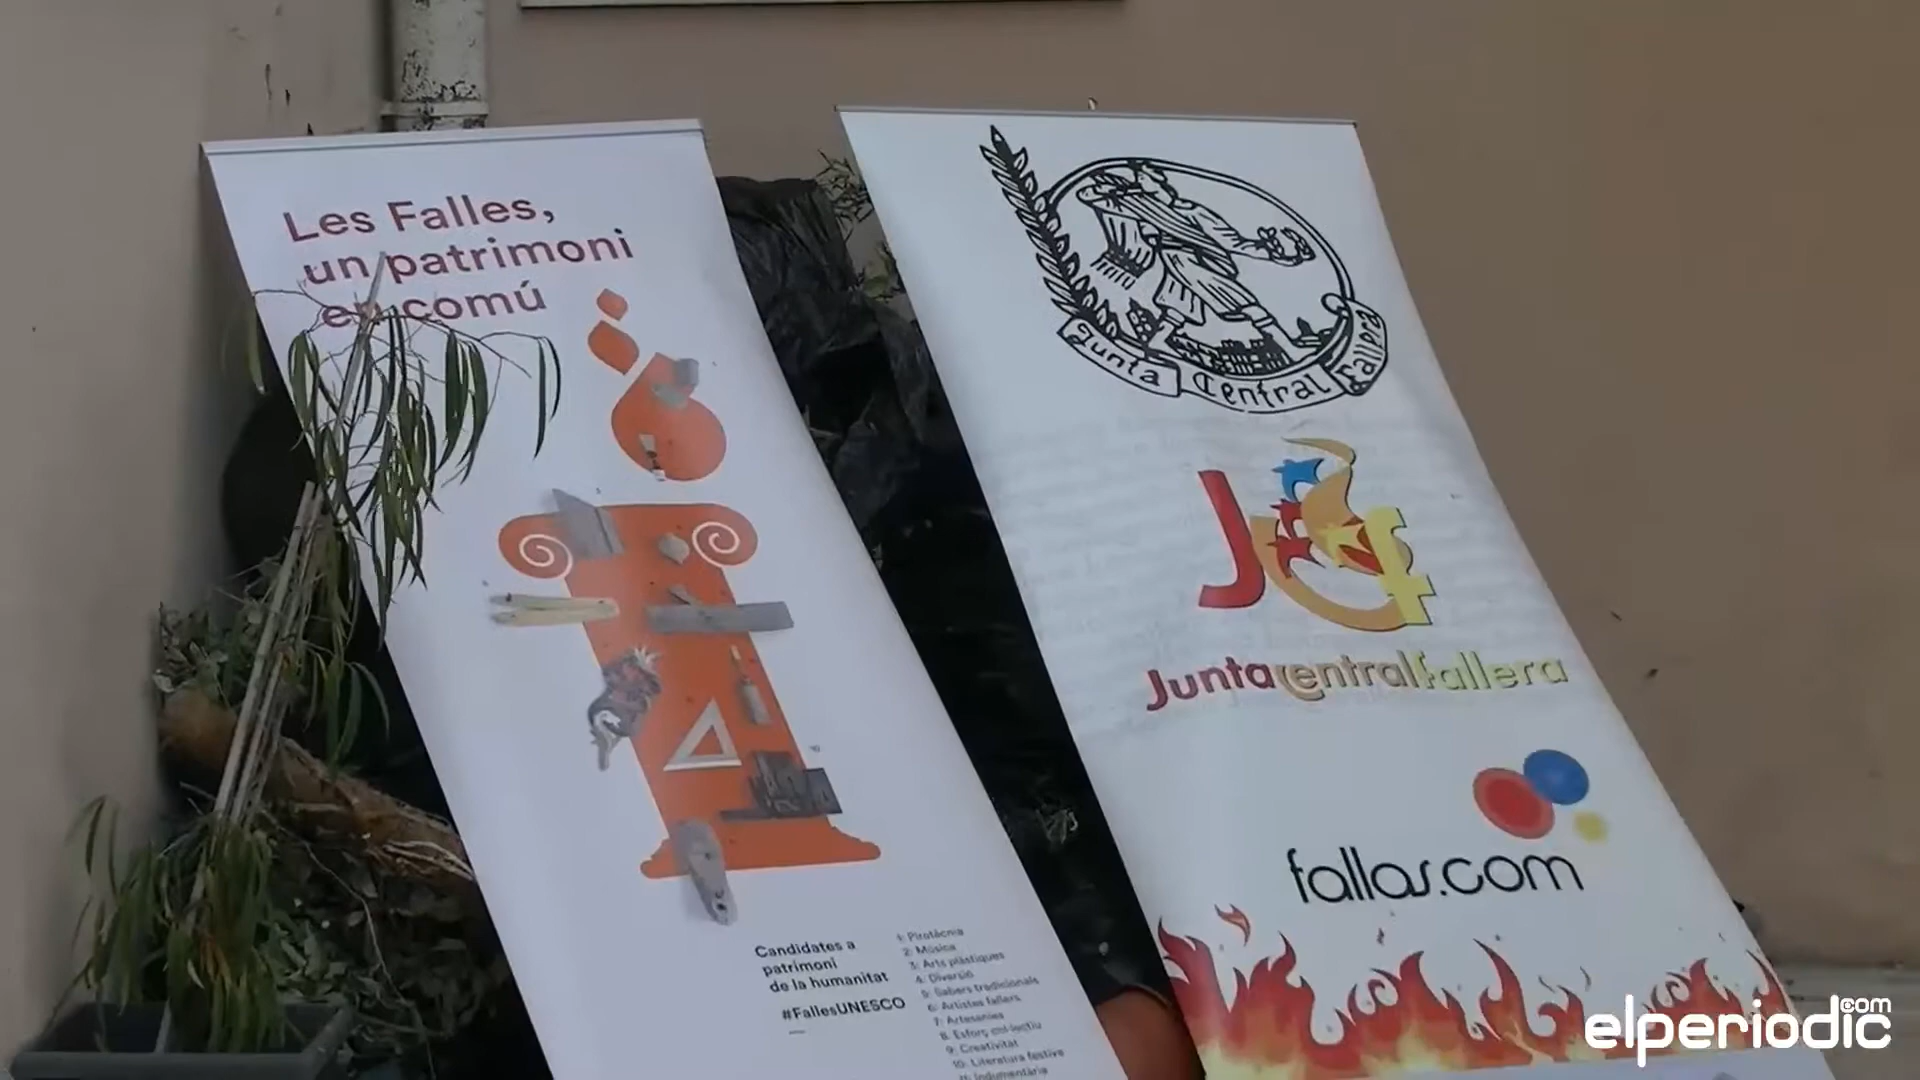 Les Falles,
un patrimoni
en comú
Candidates a
patrimoni
de la humanitat
#FallesUNESCO
1: Pirotècnia
2: Música
3: Arts plàstiques
4: Diversió
5: Sabers tradicionals
6: Artistes fallers
7: Artesanies
8: Esforç col·lectiu
9: Creativitat
10: Literatura festiva
11: Indumentària
Junta Central Fallera
JCF
Juntacentralfallera
fallas.com
elperiodic.com